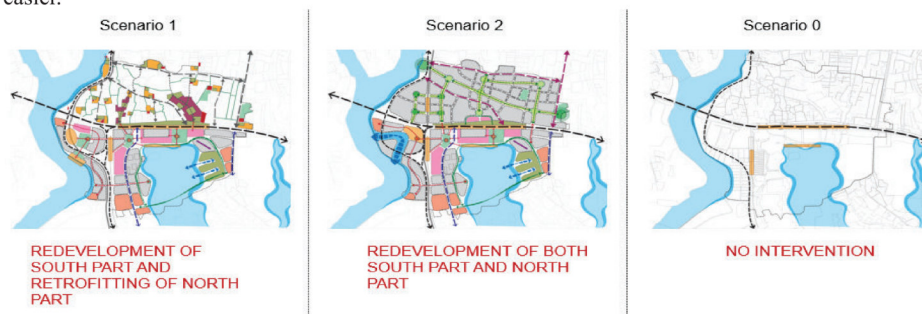 easier.
Scenario 1
Scenario 2
Scenario 0
REDEVELOPMENT OF
SOUTH PART AND
RETROFITTING OF NORTH
PART
REDEVELOPMENT OF BOTH
SOUTH PART AND NORTH
PART
NO INTERVENTION